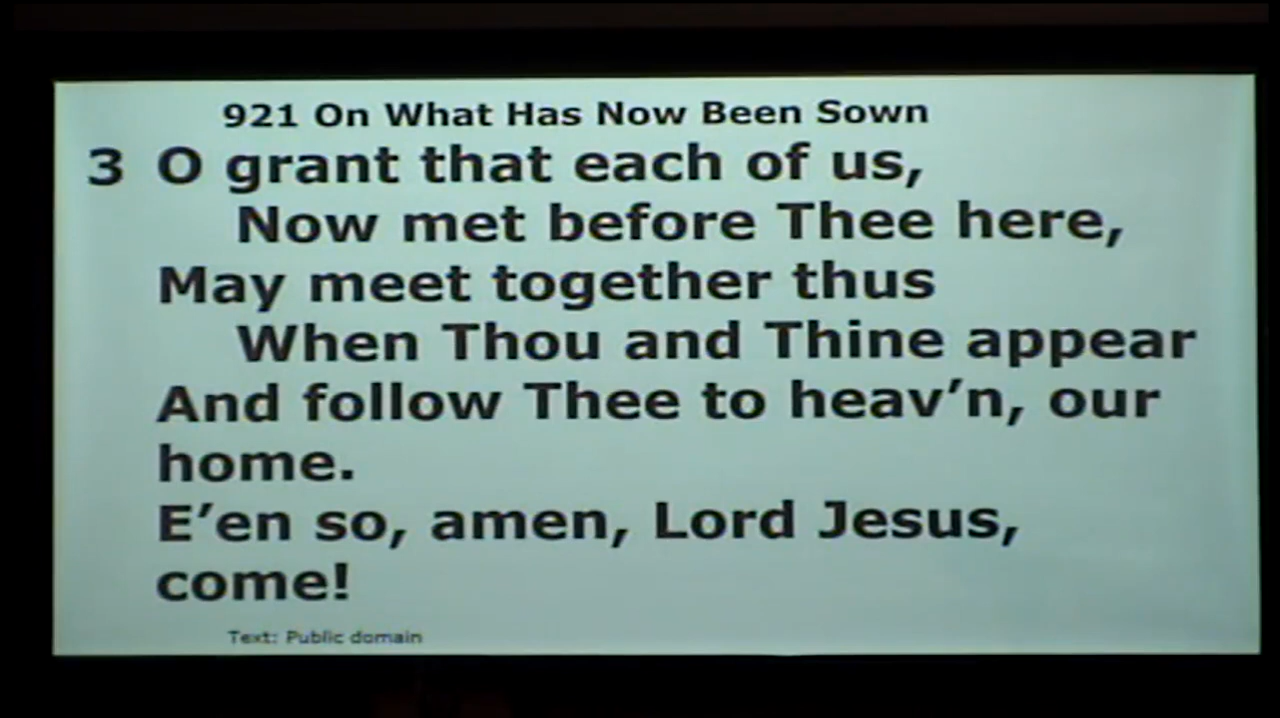 921 On What Has Now Been Sown
3 O grant that each of us,
Now met before Thee here,
May meet together thus
When Thou and Thine appear
And follow Thee to heav’n, our
home.
E’en so, amen, Lord Jesus,
come!
Text: Public domain